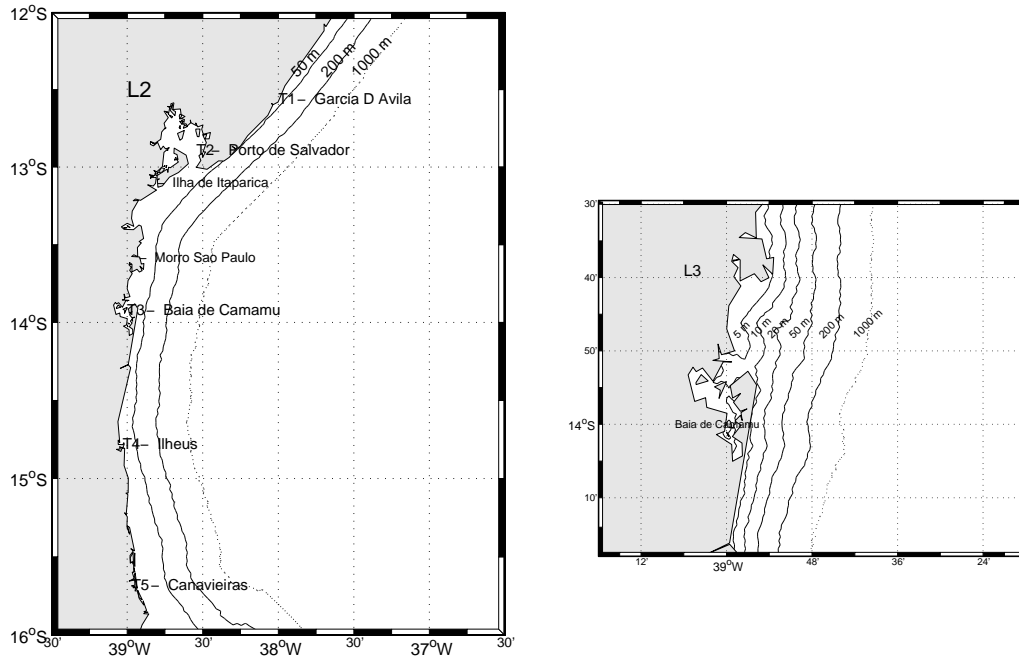 12°S
50 m
200 m
1000 m
L2
T1– Garcia D Avila
T2– Porto de Salvador
13°S
Ilha de Itaparica
Morro Sao Paulo
T3– Baia de Camamu
14°S
T4– Ilheus
15°S
T5– Canavieiras
16°S
30'
39°W
30'
38°W
30'
37°W
30'
30'
L3
40'
5 m
10 m
20 m
50 m
200 m
1000 m
50'
14°S
Baia de Camamu
10'
12'
39°W
48'
36'
24'